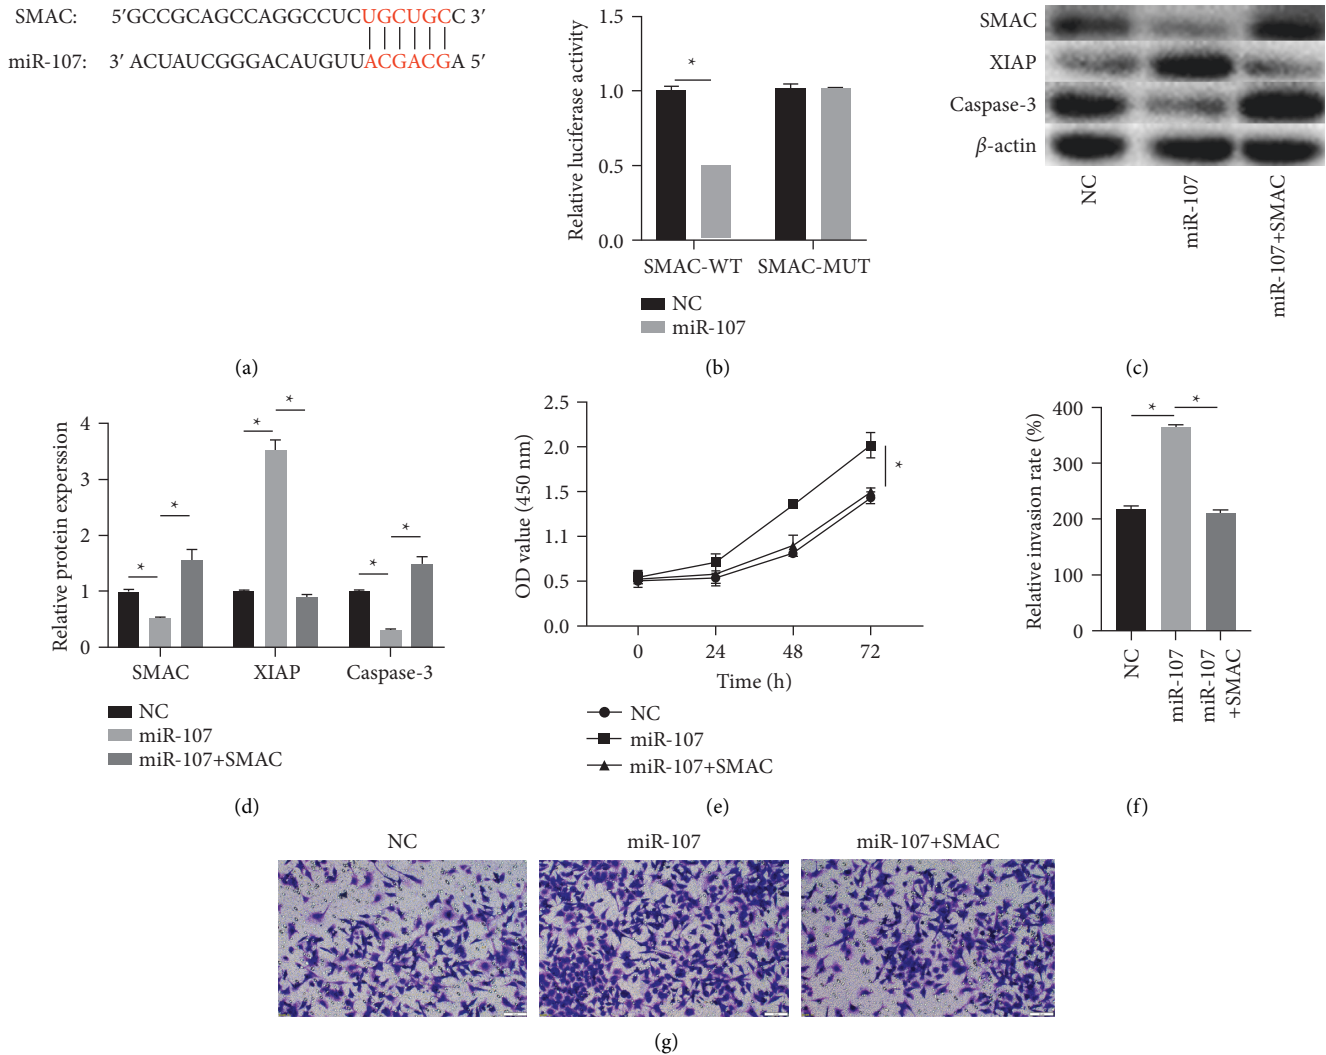 SMAC: 5′GCCGCAGCCAGGCCUCUGCUGCC 3′
miR-107: 3′ ACUAUCGGGACAUGUUACGACGA 5′
(a)
Relative luciferase activity
1.5
1.0
0.5
0.0
*
SMAC-WT SMAC-MUT
NC
miR-107
(b)
SMAC
XIAP
Caspase-3
β-actin
NC
miR-107
miR-107+SMAC
(c)
Relative protein experssion
4
3
2
1
0
* * * * * *
SMAC XIAP Caspase-3
NC
miR-107
miR-107+SMAC
(d)
OD value (450 nm)
2.5
2.0
1.5
1.1
0.5
0.0
*
0 24 48 72
Time (h)
NC
miR-107
miR-107+SMAC
(e)
Relative invasion rate (%)
400
300
200
100
0
* *
NC
miR-107
miR-107
+SMAC
(f)
NC miR-107 miR-107+SMAC
(g)